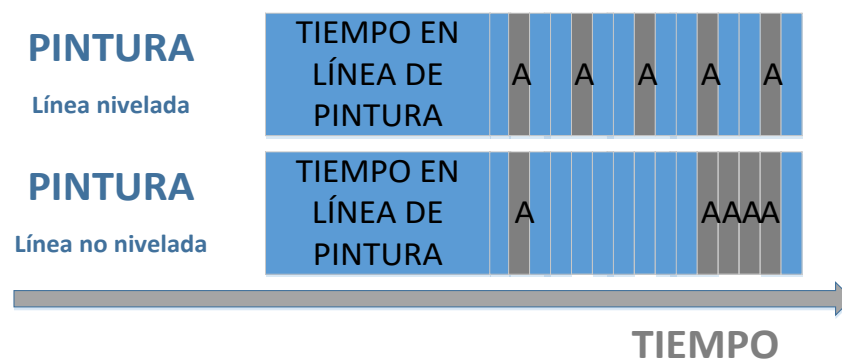 PINTURA
Línea nivelada
TIEMPO EN
LÍNEA DE
PINTURA
A A A A A
PINTURA
Línea no nivelada
TIEMPO EN
LÍNEA DE
PINTURA
A AAAA
TIEMPO